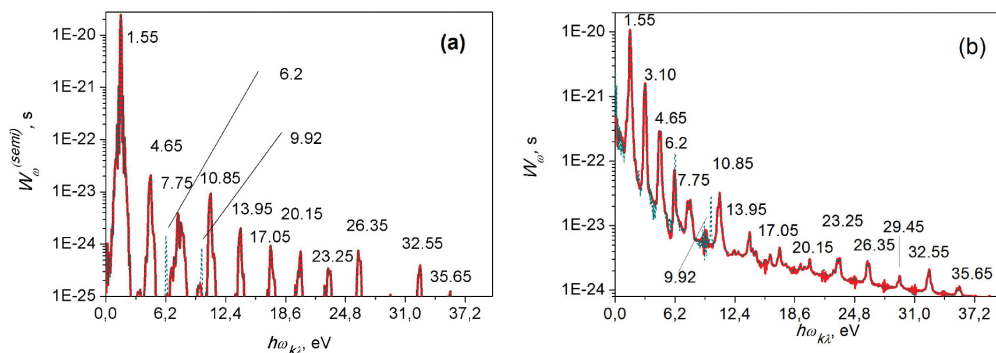 (a)
1E-20
1E-21
1E-22
1E-23
1E-24
1E-25
W_ω^(semi), s
1.55
6.2
9.92
4.65
7.75
10.85
13.95
17.05
20.15
23.25
26.35
32.55
35.65
0,0 6,2 12,4 18,6 24,8 31,0 37,2
hω_kλ, eV
(b)
1E-20
1E-21
1E-22
1E-23
1E-24
W_ω, s
1.55
3.10
4.65
6.2
7.75
9.92
10.85
13.95
17.05
20.15
23.25
26.35
29.45
32.55
35.65
0,0 6,2 12,4 18,6 24,8 31,0 37,2
hω_kλ, eV